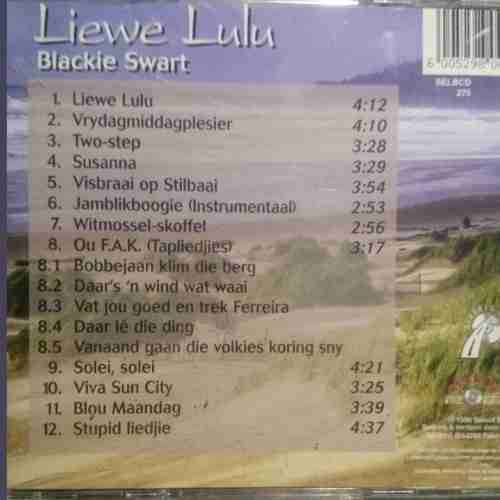 Liewe Lulu
Blackie Swart
SELBCD
275
1. Liewe Lulu 4:12
2. Vrydagmiddagplesier 4:10
3. Two-step 3:28
4. Susanna 3:29
5. Visbraai op Stilbaai 3:54
6. Jamblikboogie (Instrumentaal) 2:53
7. Witmossel-skoffel 2:56
8. Ou F.A.K. (Tapliedjies) 3:17
8.1 Bobbejaan klim die berg
8.2 Daar's 'n wind wat waai
8.3 Vat jou goed en trek Ferreira
8.4 Daar lê die ding
8.5 Vanaand gaan die volkies koring sny
9. Solei, solei 4:21
10. Viva Sun City 3:25
11. Blou Maandag 3:39
12. Stupid liedjie 4:37